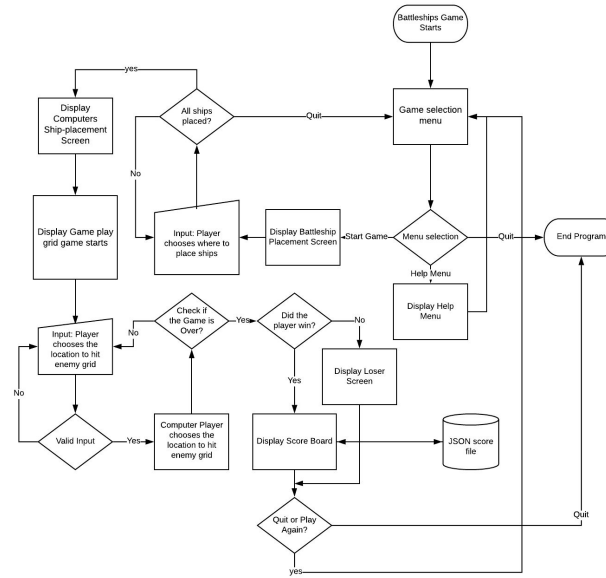 Battleships Game
Starts
yes
Display
Computers
Ship-placement
Screen
All ships
placed?
Quit
Game selection
menu
No
Display Game play
grid game starts
Input: Player
chooses where to
place ships
Display Battleship
Placement Screen
Start Game
Menu selection
Quit
End Program
Help Menu
Display Help
Menu
Input: Player
chooses the
location to hit
enemy grid
No
Check if
the Game is
Over?
Yes
Did the
player win?
No
Display Loser
Screen
No
Yes
Valid Input
Yes
Computer Player
chooses the
location to hit
enemy grid
Display Score Board
JSON score
file
Quit or Play
Again?
Quit
yes